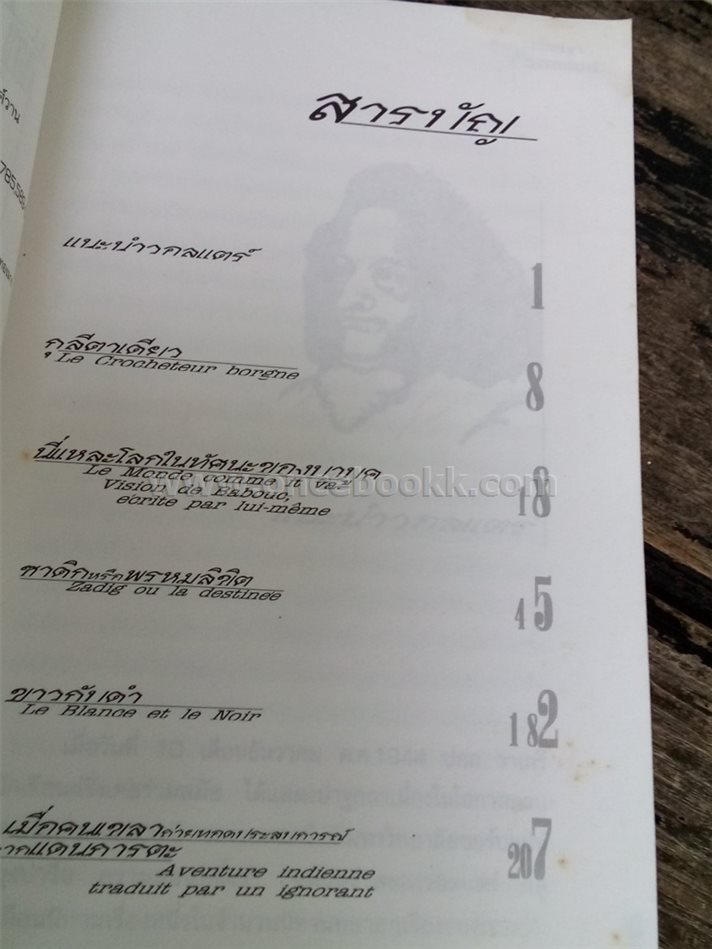 สารบัญ
แนะนำวอลแตร์
1
กุลีตาเดียว
Le Crocheteur borgne
8
นี่แหละโลกในทัศนะของบาบุค
Le Monde comme it va,
Vision de Babouc,
écrite par lui-même
18
www.oncebookk.com
ซาดิกหรือพรหมลิขิต
Zadig ou la destinée
45
ขาวกับดำ
Le Blance et le Noir
182
เมื่อคนเขลาถ่ายทอดประสบการณ์
จากแดนภารตะ
Aventure indienne
traduit par un ignorant
207